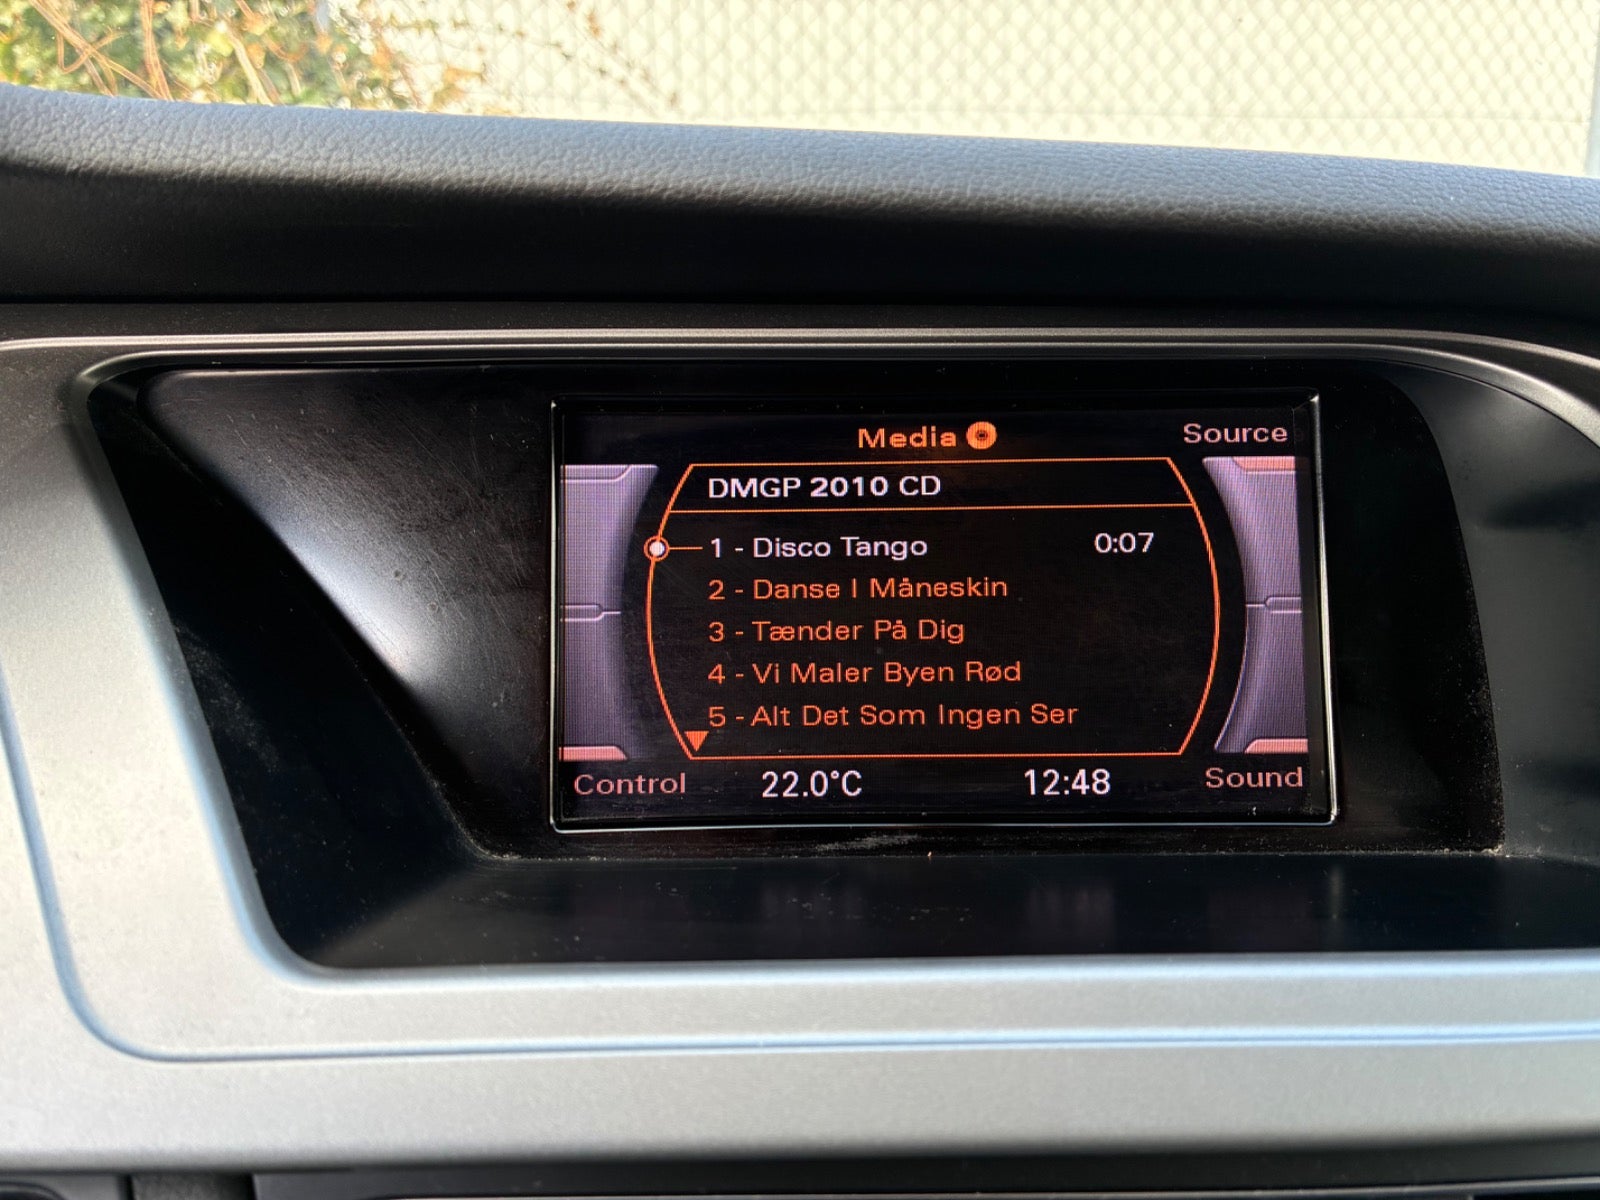 Media
Source
DMGP 2010 CD
1 - Disco Tango 0:07
2 - Danse I Måneskin
3 - Tænder På Dig
4 - Vi Maler Byen Rød
5 - Alt Det Som Ingen Ser
Control 22.0°C 12:48 Sound